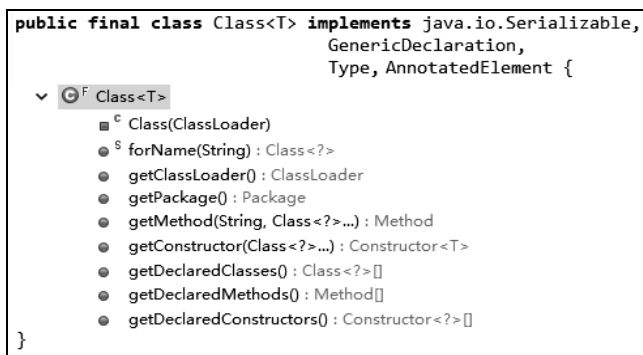 public final class Class<T> implements java.io.Serializable,
GenericDeclaration,
Type, AnnotatedElement {
F Class<T>
C Class(ClassLoader)
S forName(String) : Class<?>
getClassLoader() : ClassLoader
getPackage() : Package
getMethod(String, Class<?>...) : Method
getConstructor(Class<?>...) : Constructor<T>
getDeclaredClasses() : Class<?>[]
getDeclaredMethods() : Method[]
getDeclaredConstructors() : Constructor<?>[]
}